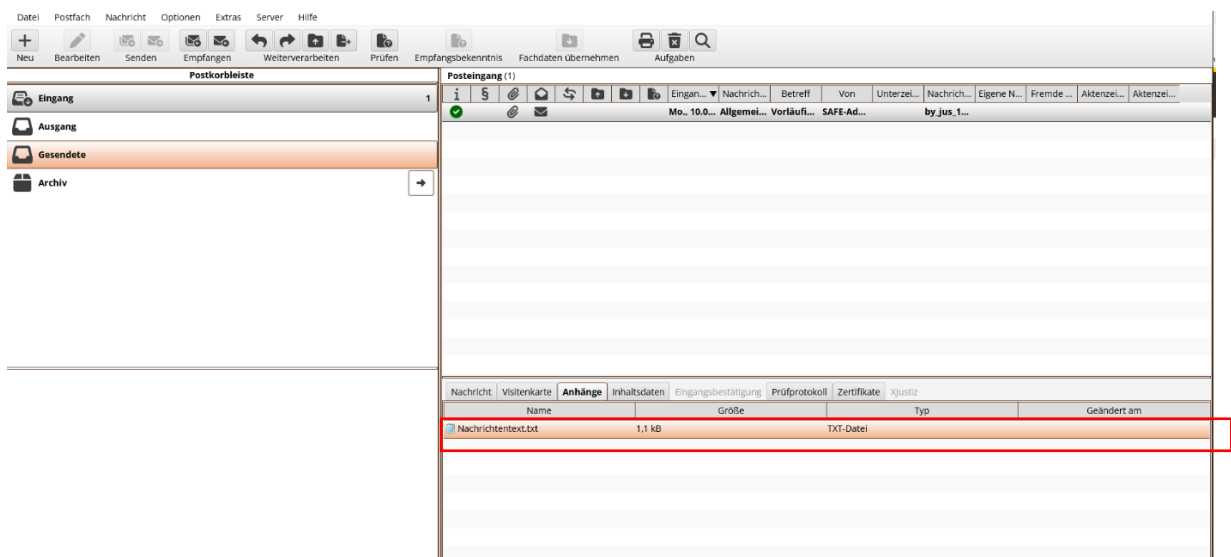 Datei Postfach Nachricht Optionen Extras Server Hilfe
Neu Bearbeiten Senden Empfangen Weiterverarbeiten Prüfen Empfangsbekenntnis Fachdaten übernehmen Aufgaben
Postkorbleiste
Eingang 1
Ausgang
Gesendete
Archiv
Posteingang (1)
i § Eingan... Nachrich... Betreff Von Unterzei... Nachrich... Eigene N... Fremde ... Aktenzei... Aktenzei...
Mo., 10.0... Allgemei... Vorläufi... SAFE-Ad... by_jus_1...
Nachricht Visitenkarte Anhänge Inhaltsdaten Eingangsbestätigung Prüfprotokoll Zertifikate XJustiz
Name Größe Typ Geändert am
Nachrichtentext.txt 1,1 kB TXT-Datei